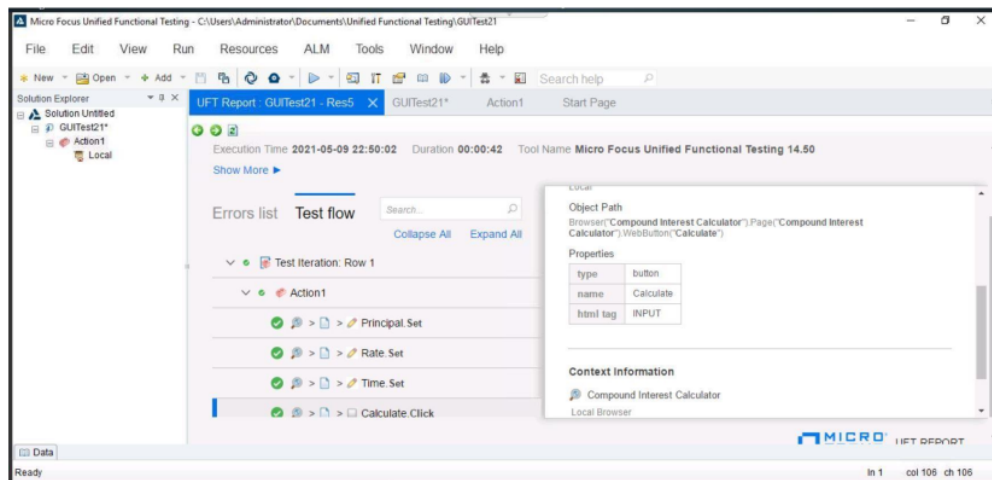 Micro Focus Unified Functional Testing - C:\Users\Administrator\Documents\Unified Functional Testing\GUITest21
File Edit View Run Resources ALM Tools Window Help
New Open Add Search help
Solution Explorer
UFT Report : GUITest21 - Res5 X GUITest21* Action1 Start Page
Solution Untitled
GUITest21*
Action1
Local
Execution Time 2021-05-09 22:50:02 Duration 00:00:42 Tool Name Micro Focus Unified Functional Testing 14.50
Show More
Errors list Test flow Search...
Collapse All Expand All
Test Iteration: Row 1
Action1
> > Principal.Set
> > Rate.Set
> > Time.Set
> > Calculate.Click
Local
Object Path
Browser("Compound Interest Calculator").Page("Compound Interest
Calculator").WebButton("Calculate")
Properties
type button
name Calculate
html tag INPUT
Context Information
Compound Interest Calculator
Local Browser
MICRO UFT REPORT
Data
Ready ln 1 col 106 ch 106